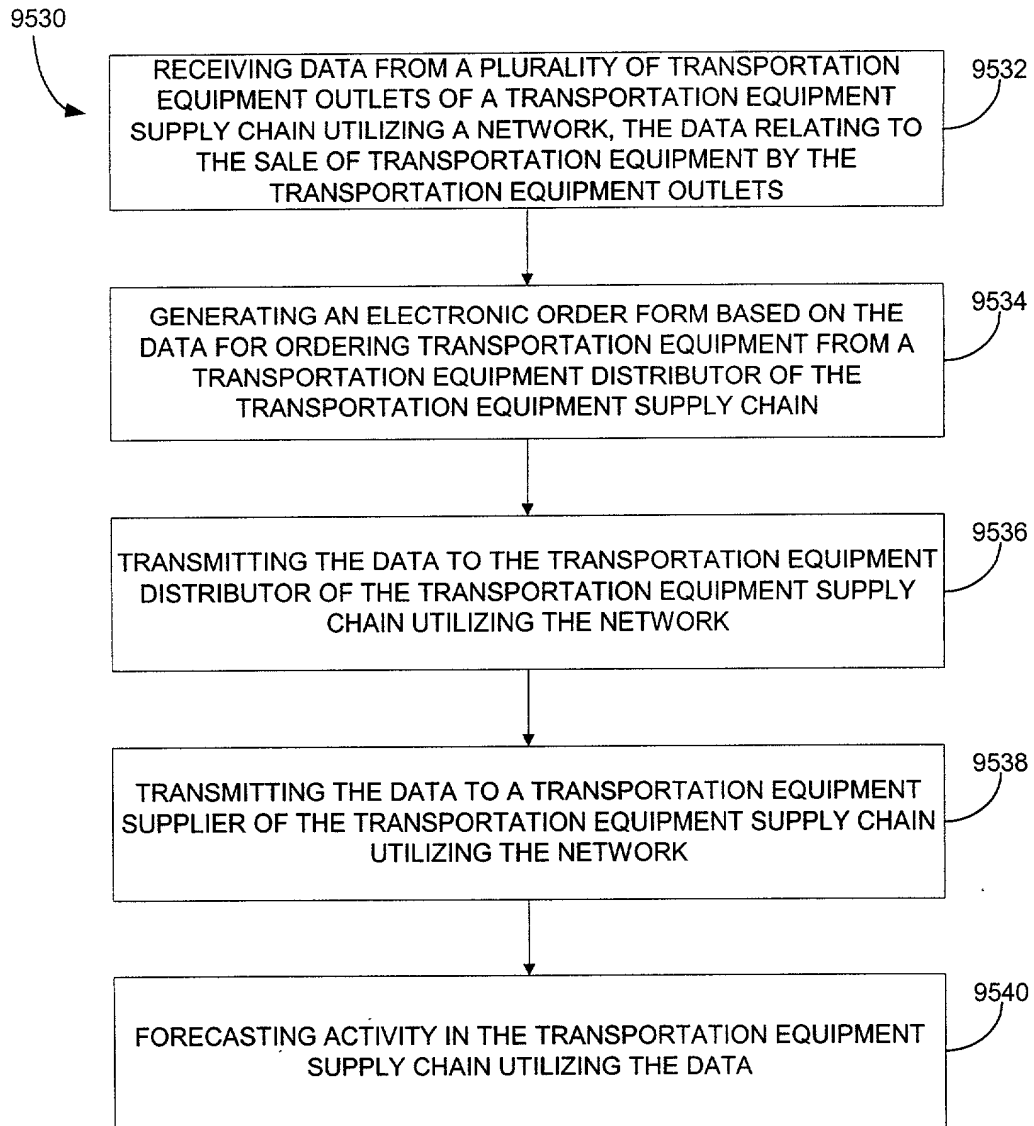 9530
RECEIVING DATA FROM A PLURALITY OF TRANSPORTATION
EQUIPMENT OUTLETS OF A TRANSPORTATION EQUIPMENT
SUPPLY CHAIN UTILIZING A NETWORK, THE DATA RELATING TO
THE SALE OF TRANSPORTATION EQUIPMENT BY THE
TRANSPORTATION EQUIPMENT OUTLETS
9532
GENERATING AN ELECTRONIC ORDER FORM BASED ON THE
DATA FOR ORDERING TRANSPORTATION EQUIPMENT FROM A
TRANSPORTATION EQUIPMENT DISTRIBUTOR OF THE
TRANSPORTATION EQUIPMENT SUPPLY CHAIN
9534
TRANSMITTING THE DATA TO THE TRANSPORTATION EQUIPMENT
DISTRIBUTOR OF THE TRANSPORTATION EQUIPMENT SUPPLY
CHAIN UTILIZING THE NETWORK
9536
TRANSMITTING THE DATA TO A TRANSPORTATION EQUIPMENT
SUPPLIER OF THE TRANSPORTATION EQUIPMENT SUPPLY CHAIN
UTILIZING THE NETWORK
9538
FORECASTING ACTIVITY IN THE TRANSPORTATION EQUIPMENT
SUPPLY CHAIN UTILIZING THE DATA
9540